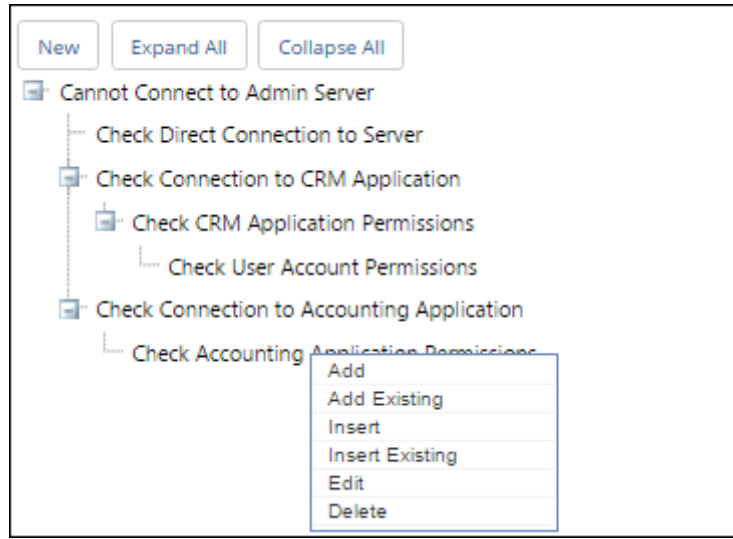 New Expand All Collapse All
Cannot Connect to Admin Server
Check Direct Connection to Server
Check Connection to CRM Application
Check CRM Application Permissions
Check User Account Permissions
Check Connection to Accounting Application
Check Accounting Application Permissions
Add
Add Existing
Insert
Insert Existing
Edit
Delete